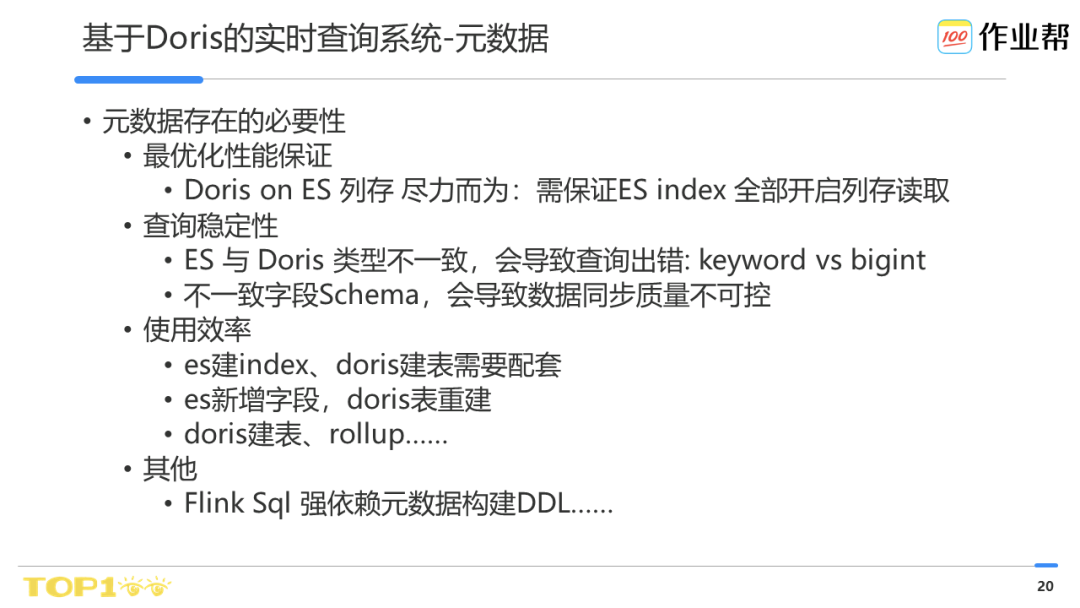 基于Doris的实时查询系统-元数据
100 作业帮
• 元数据存在的必要性
• 最优化性能保证
• Doris on ES 列存 尽力而为：需保证ES index 全部开启列存读取
• 查询稳定性
• ES 与 Doris 类型不一致，会导致查询出错: keyword vs bigint
• 不一致字段Schema，会导致数据同步质量不可控
• 使用效率
• es建index、doris建表需要配套
• es新增字段，doris表重建
• doris建表、rollup......
• 其他
• Flink Sql 强依赖元数据构建DDL......
TOP100
20